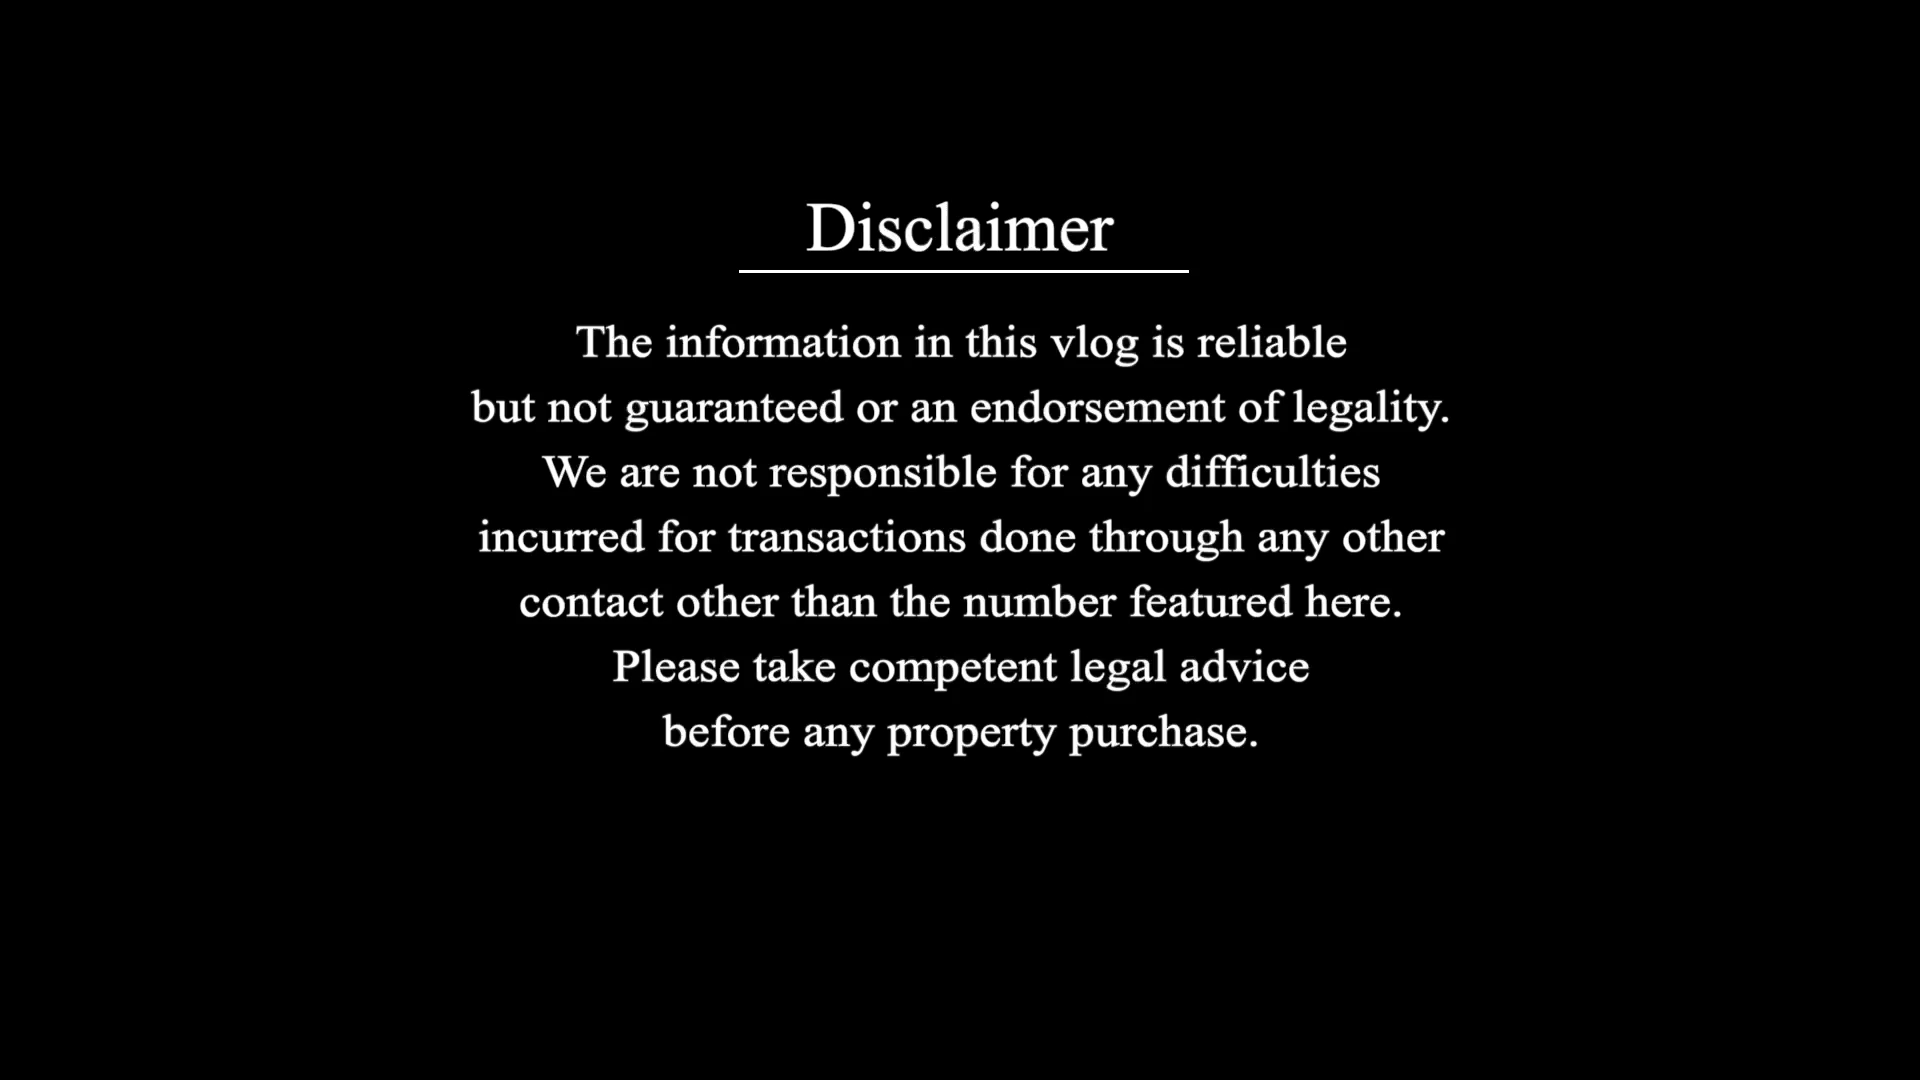 Disclaimer
The information in this vlog is reliable
but not guaranteed or an endorsement of legality.
We are not responsible for any difficulties
incurred for transactions done through any other
contact other than the number featured here.
Please take competent legal advice
before any property purchase.